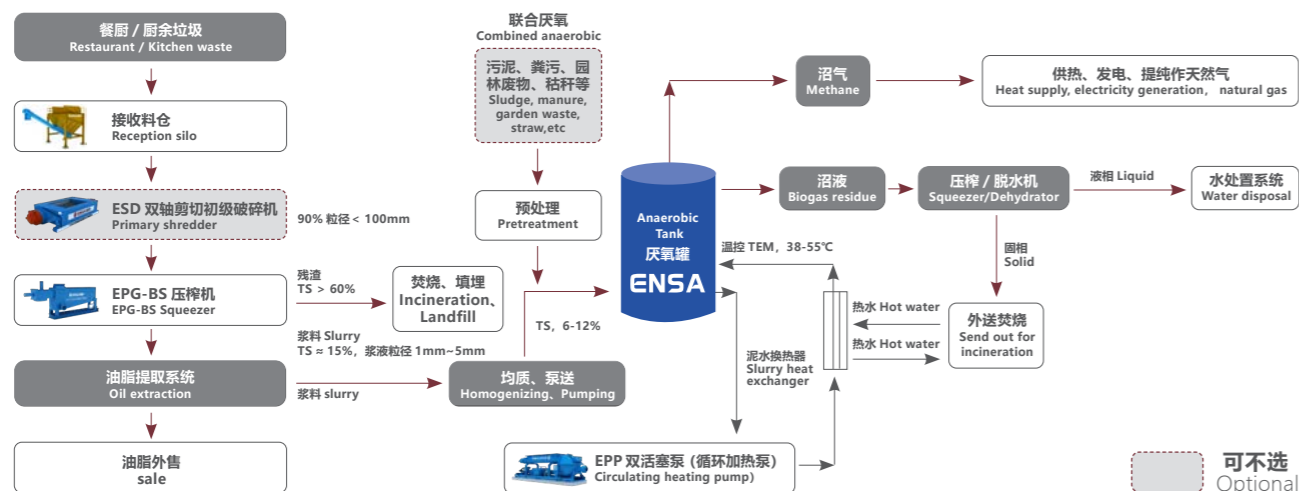 餐厨 / 厨余垃圾
Restaurant / Kitchen waste
接收料仓
Reception silo
ESD 双轴剪切初级破碎机
Primary shredder
90% 粒径 < 100mm
EPG-BS 压榨机
EPG-BS Squeezer
残渣
TS > 60%
焚烧、填埋
Incineration、
Landfill
浆料 Slurry
TS ≈ 15%，浆液粒径 1mm~5mm
油脂提取系统
Oil extraction
浆料 slurry
均质、泵送
Homogenizing、Pumping
油脂外售
sale
联合厌氧
Combined anaerobic
污泥、粪污、园
林废物、秸秆等
Sludge, manure,
garden waste,
straw,etc
预处理
Pretreatment
TS，6-12%
Anaerobic
Tank
厌氧罐
ENSA
沼气
Methane
供热、发电、提纯作天然气
Heat supply, electricity generation， natural gas
沼液
Biogas residue
压榨 / 脱水机
Squeezer/Dehydrator
液相 Liquid
水处置系统
Water disposal
固相
Solid
温控 TEM，38-55℃
热水 Hot water
热水 Hot water
外送焚烧
Send out for
incineration
泥水换热器
Slurry heat
exchanger
EPP 双活塞泵 (循环加热泵)
Circulating heating pump)
可不选
Optional